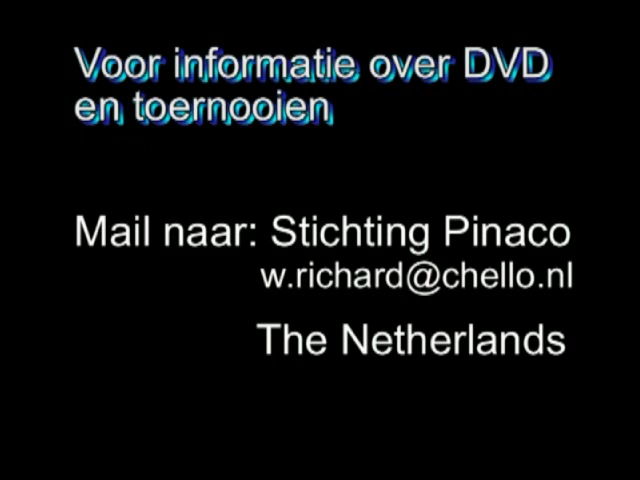 Voor informatie over DVD
en toernooien
Mail naar: Stichting Pinaco
w.richard@chello.nl
The Netherlands